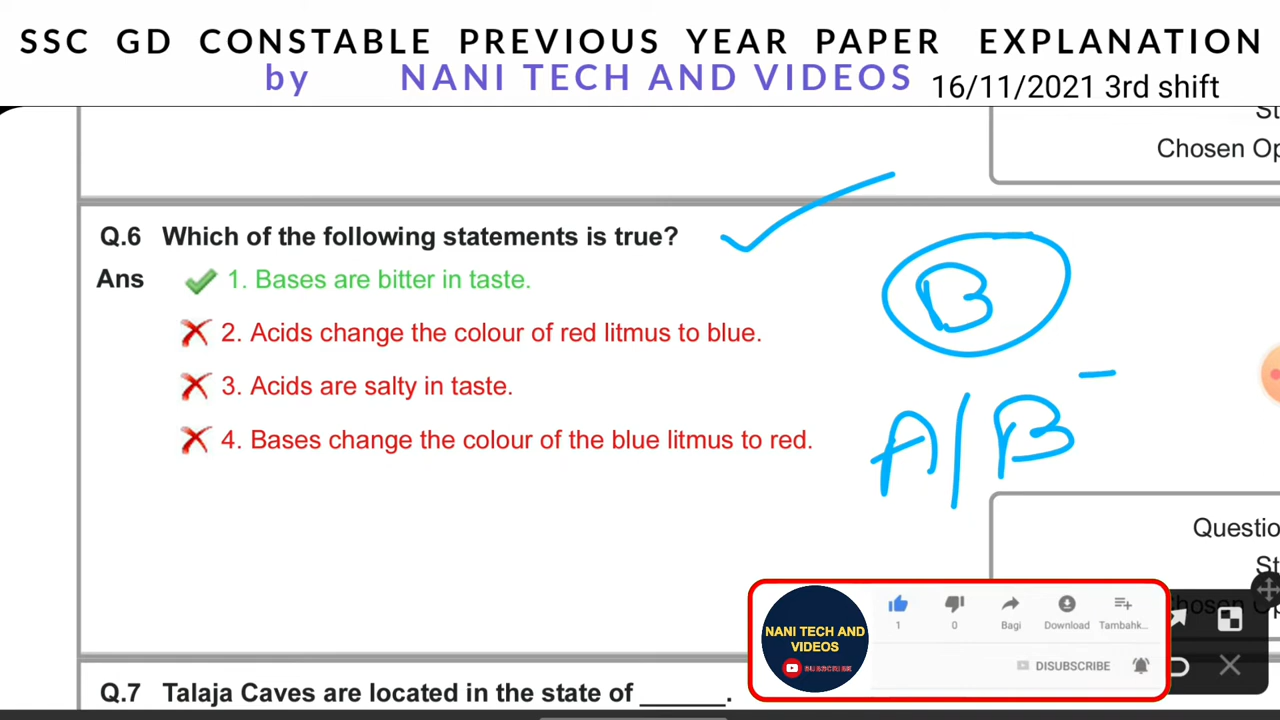 SSC GD CONSTABLE PREVIOUS YEAR PAPER EXPLANATION
by NANI TECH AND VIDEOS 16/11/2021 3rd shift
Chosen Op
Q.6 Which of the following statements is true?
Ans 1. Bases are bitter in taste.
2. Acids change the colour of red litmus to blue.
3. Acids are salty in taste.
4. Bases change the colour of the blue litmus to red.
B
A/B
Questio
St
hosen O
NANI TECH AND
VIDEOS
SUBSCRIBE
1 0 Bagi Download Tambahk...
DISUBSCRIBE
Q.7 Talaja Caves are located in the state of ______.